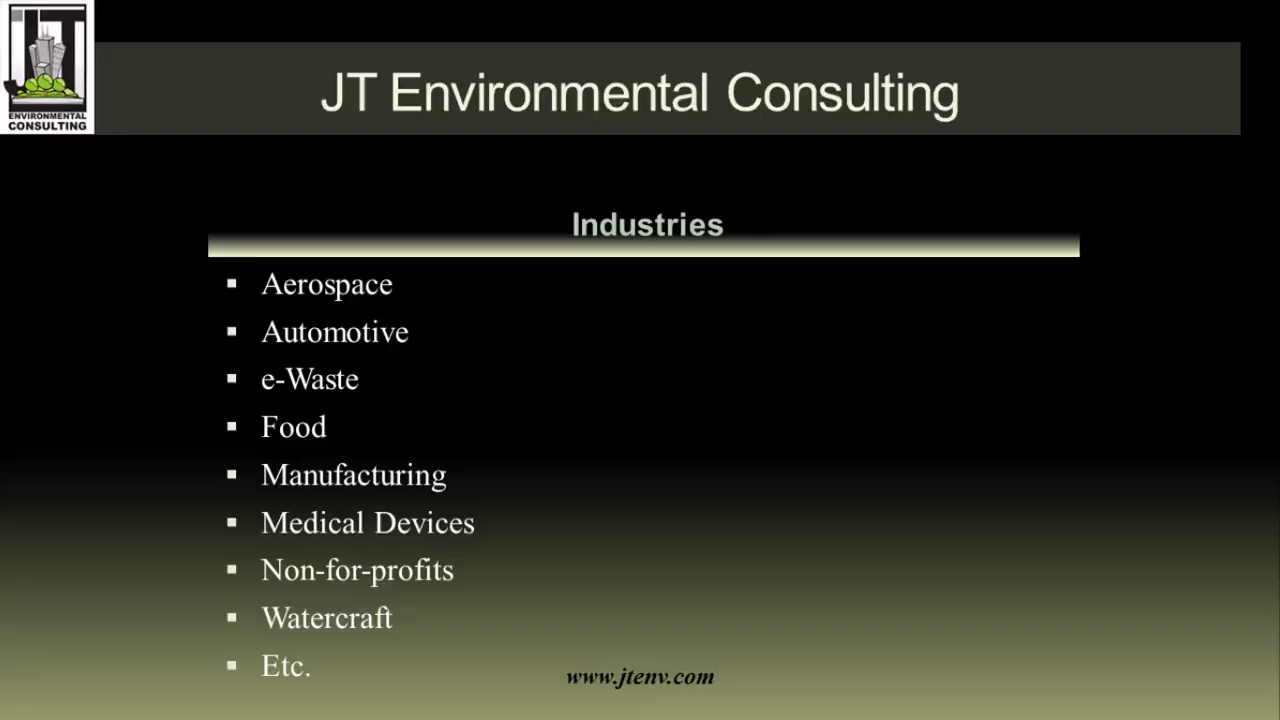 JT
ENVIRONMENTAL
CONSULTING
JT Environmental Consulting
Industries
Aerospace
Automotive
e-Waste
Food
Manufacturing
Medical Devices
Non-for-profits
Watercraft
Etc.
www.jtenv.com